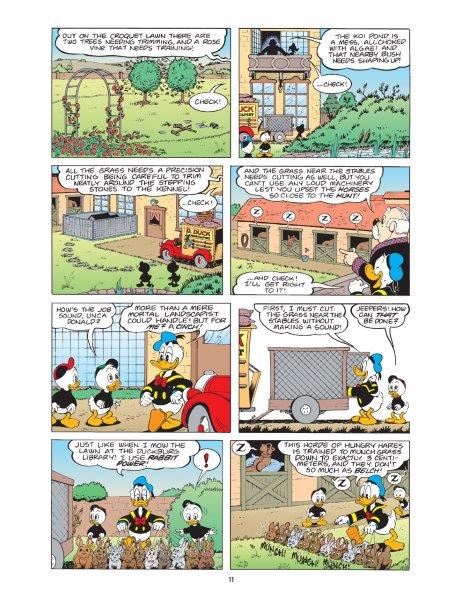 OUT ON THE CROQUET LAWN THERE ARE
TWO TREES NEEDING TRIMMING, AND A ROSE
VINE THAT NEEDS TRAINING!
CHECK!
THE KOI POND IS
A MESS, ALL CHOKED
WITH ALGAE! AND
THAT NEARBY BUSH
NEEDS SHAPING UP!
...CHECK!
DUCK
ALL THE GRASS NEEDS A PRECISION
CUTTING BEING CAREFUL TO TRIM
NEATLY AROUND THE STEPPING
STONES TO THE KENNEL!
...CHECK!
D. DUCK
AND THE GRASS NEAR THE STABLES
NEEDS CUTTING AS WELL, BUT YOU
CAN'T USE ANY LOUD MACHINERY
LEST YOU UPSET THE HORSES
SO CLOSE TO THE HUNT!
Z
Z
Z
Z
...AND CHECK!
I'LL GET RIGHT
TO IT!
HOW'S THE JOB
SOUND, UNCA
DONALD?
MORE THAN A MERE
MORTAL LANDSCAPIST
COULD HANDLE! BUT FOR
ME? A CINCH!
FIRST, I MUST CUT
THE GRASS NEAR THE
STABLES WITHOUT
MAKING A SOUND!
JEEPERS! HOW
CAN THAT
BE DONE?
JUST LIKE WHEN I MOW THE
LAWN AT THE DUCKBURG
LIBRARY! I USE RABBIT
POWER!
!
THIS HORDE OF HUNGRY HARES
IS TRAINED TO MUNCH GRASS
DOWN TO EXACTLY 3 CENTI-
METERS, AND THEY DON'T
SO MUCH AS BELCH!
Z
Z
Z
MUNCH! MUNCH! MUNCH!
11